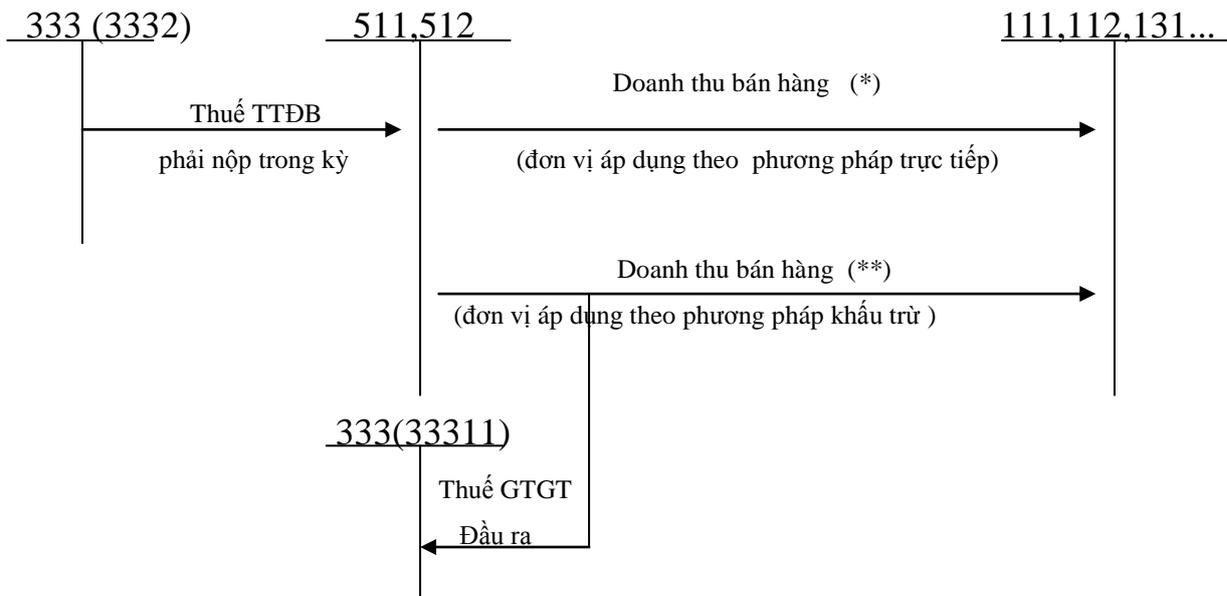 333 (3332)
511,512
111,112,131...
Doanh thu bán hàng (*)
Thuế TTĐB
phải nộp trong kỳ
(đơn vị áp dụng theo phương pháp trực tiếp)
Doanh thu bán hàng (**)
(đơn vị áp dụng theo phương pháp khấu trừ )
333(33311)
Thuế GTGT
Đầu ra